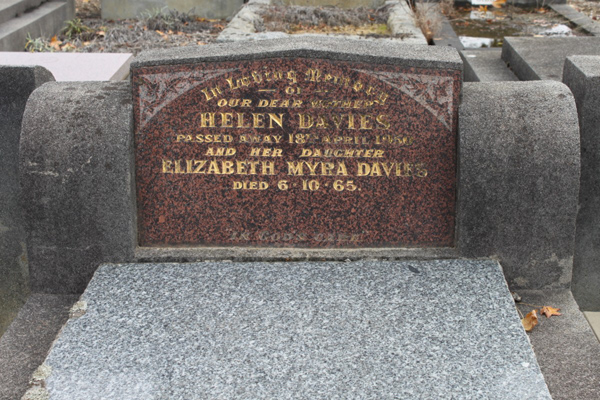 In Loving Memory
OF
OUR DEAR MOTHER
HELEN DAVIES
PASSED AWAY 18TH APRIL
AND HER DAUGHTER
ELIZABETH MYRA DAVIES
DIED 6·10·65.
"IN GOD'S CARE"